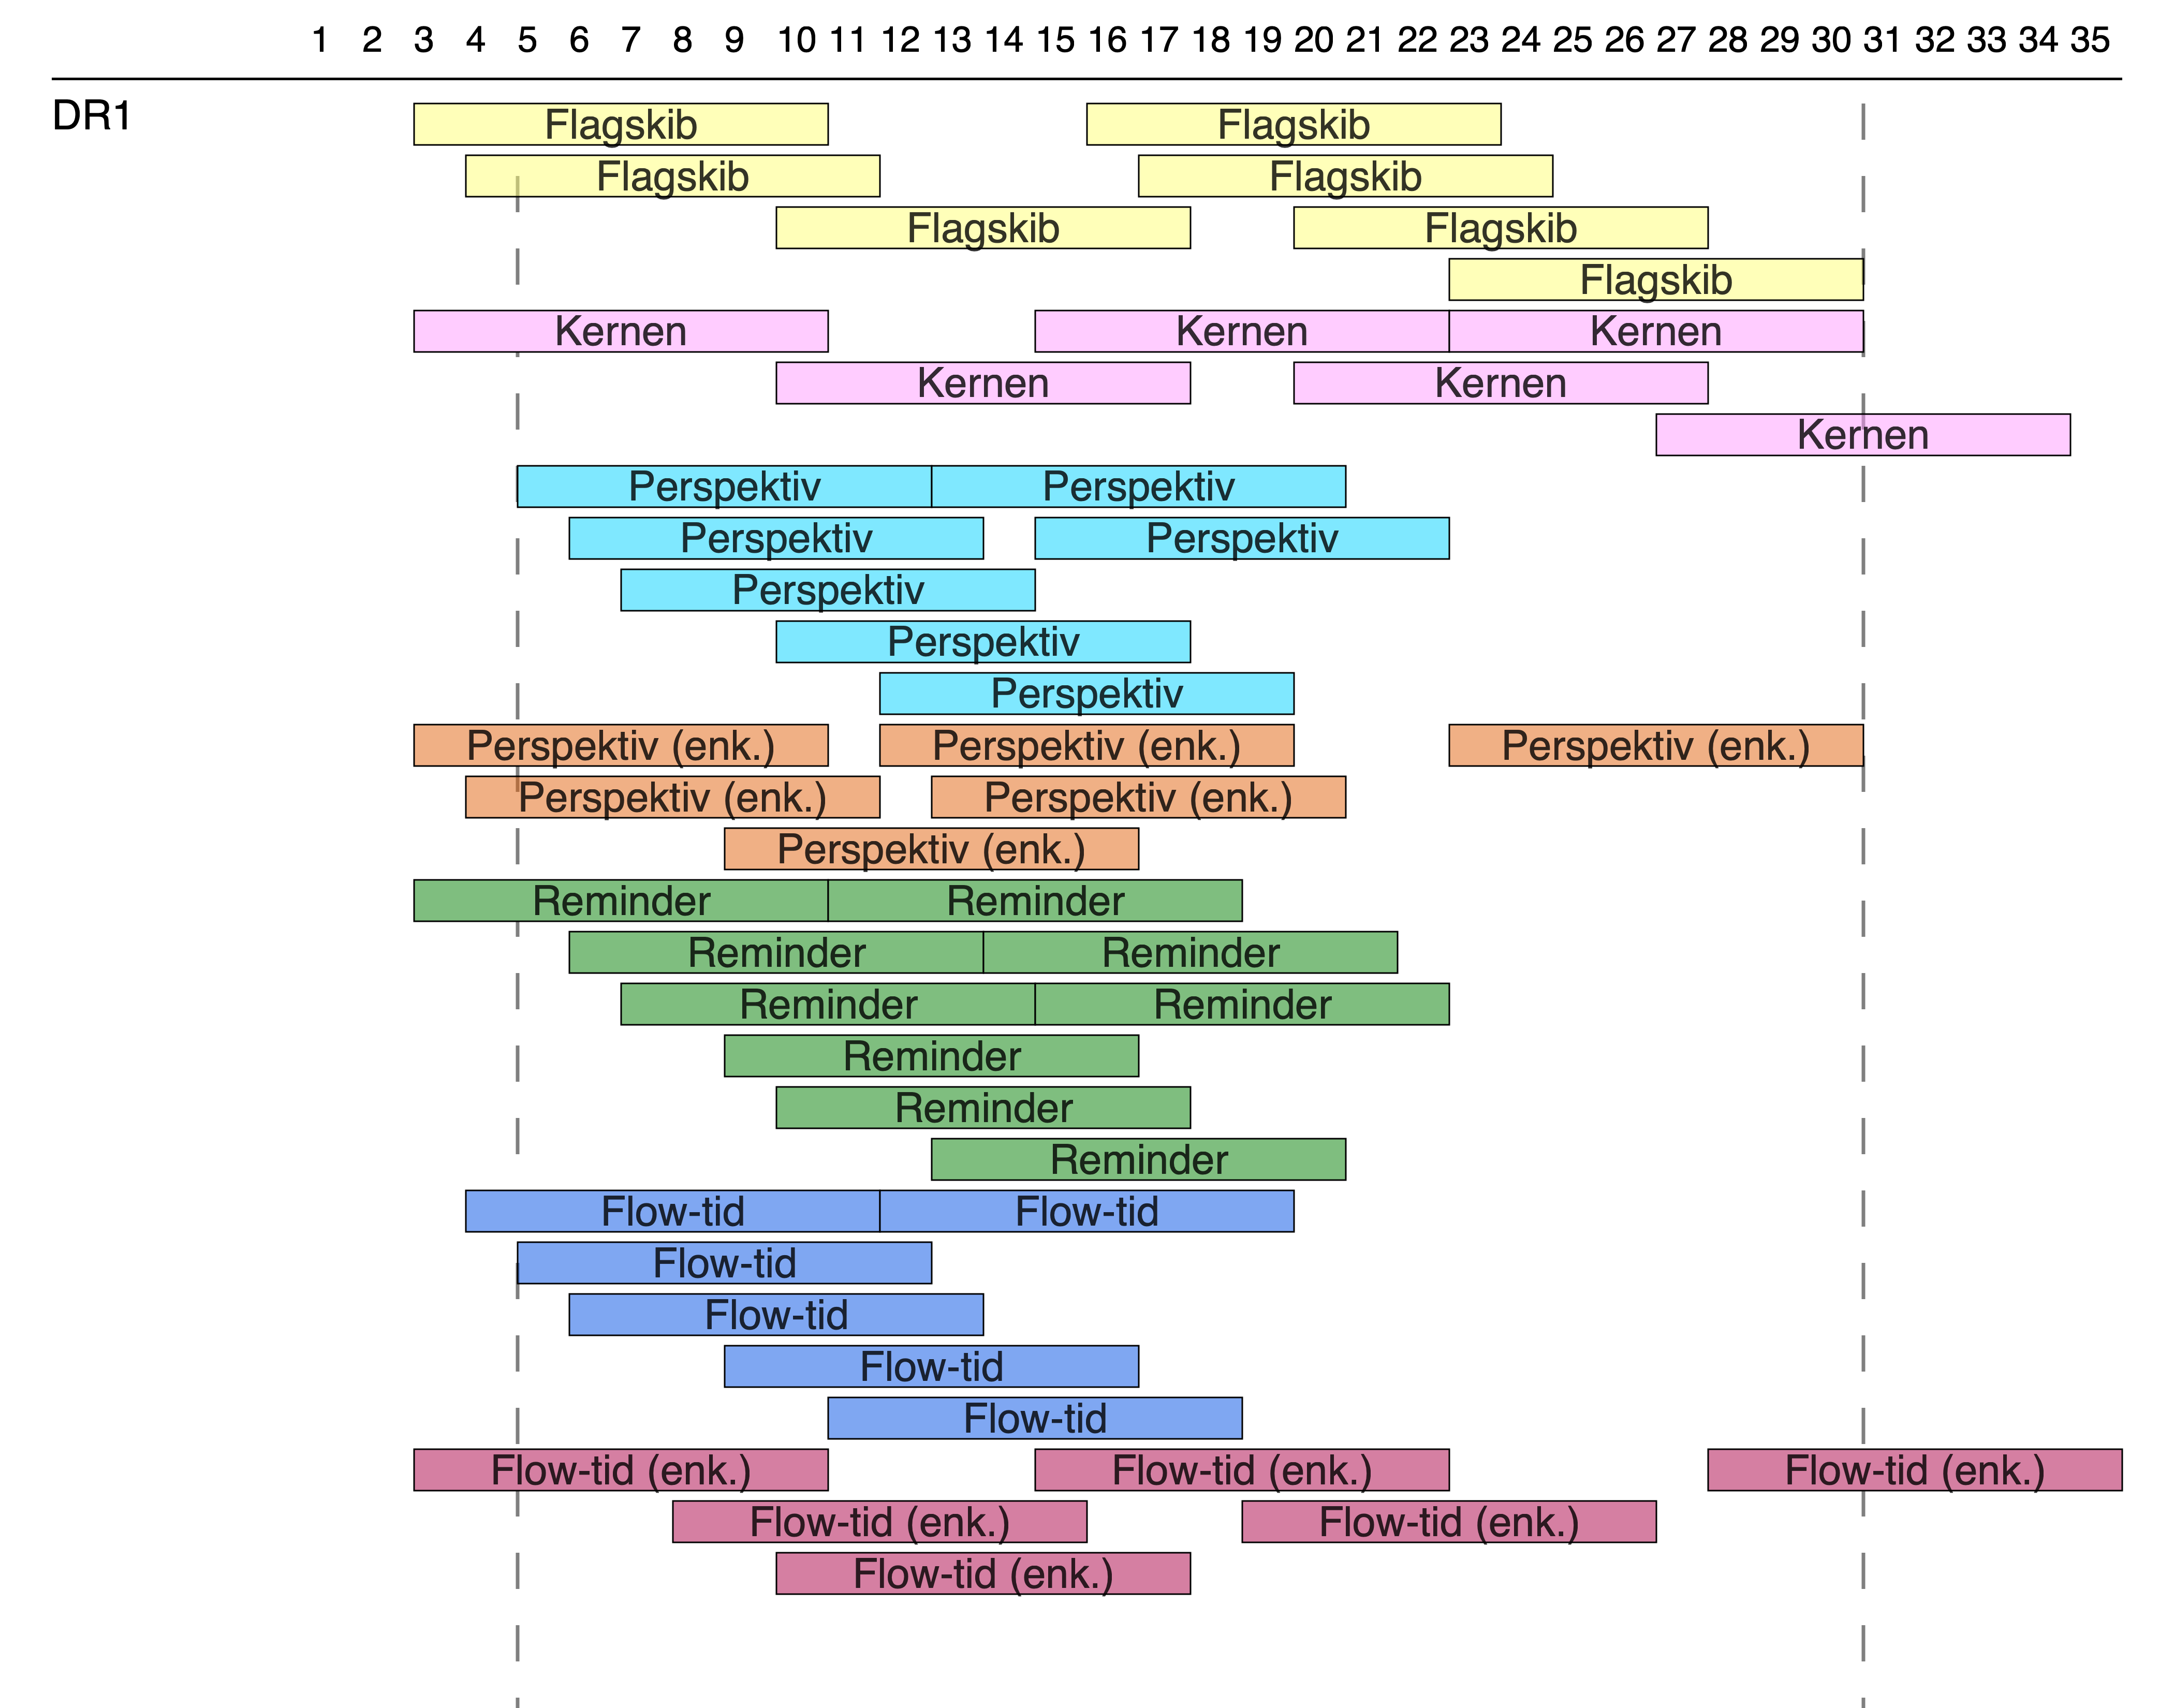 1 2 3 4 5 6 7 8 9 10 11 12 13 14 15 16 17 18 19 20 21 22 23 24 25 26 27 28 29 30 31 32 33 34 35
DR1
Flagskib Flagskib
Flagskib Flagskib
Flagskib Flagskib
Flagskib
Kernen Kernen Kernen
Kernen Kernen
Kernen
Perspektiv Perspektiv
Perspektiv Perspektiv
Perspektiv
Perspektiv
Perspektiv
Perspektiv (enk.) Perspektiv (enk.) Perspektiv (enk.)
Perspektiv (enk.) Perspektiv (enk.)
Perspektiv (enk.)
Reminder Reminder
Reminder Reminder
Reminder Reminder
Reminder
Reminder
Reminder
Flow-tid Flow-tid
Flow-tid
Flow-tid
Flow-tid
Flow-tid
Flow-tid (enk.) Flow-tid (enk.) Flow-tid (enk.)
Flow-tid (enk.) Flow-tid (enk.)
Flow-tid (enk.)